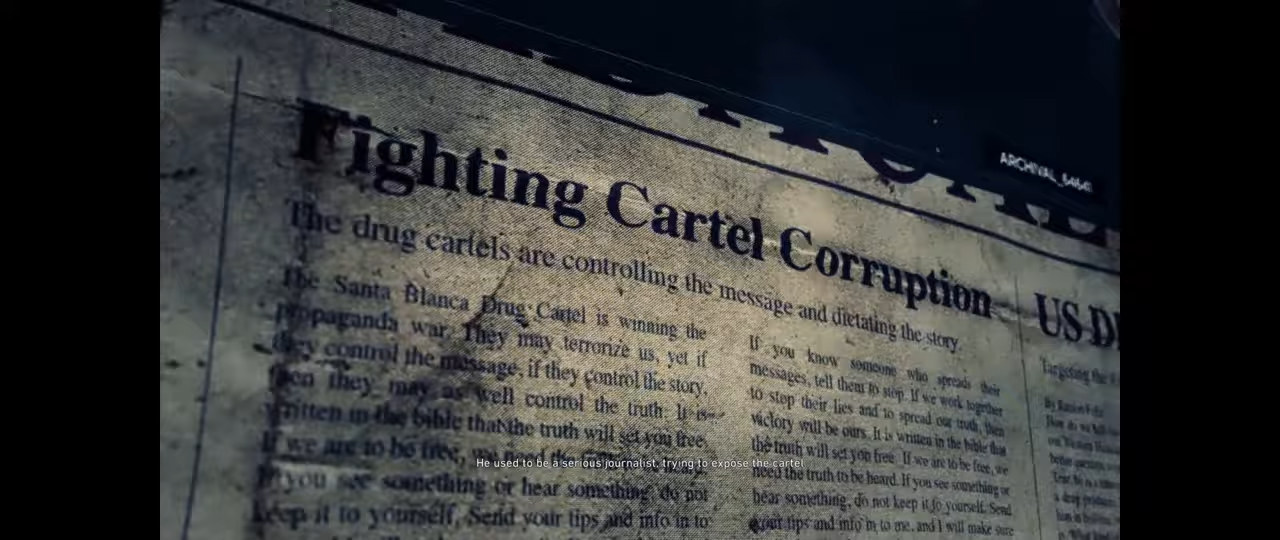 ARCHIVAL_6464
Fighting Cartel Corruption
The drug cartels are controlling the message and dictating the story.
The Santa Blanca Drug Cartel is winning the
propaganda war. They may terrorize us, yet if
they control the message, if they control the story,
then they may as well control the truth. It is
written in the bible that the truth will set you free.
If we are to be free, we need the
you see something or hear something, do not
keep it to yourself. Send your tips and info in to
If you know someone who spreads their
messages, tell them to stop. If we work together
to stop their lies and to spread our truth, then
victory will be ours. It is written in the bible that
the truth will set you free. If we are to be free, we
need the truth to be heard. If you see something or
hear something, do not keep it to yourself. Send
your tips and info in to me, and I will make sure
US D
Targeting the
He used to be a serious journalist, trying to expose the cartel